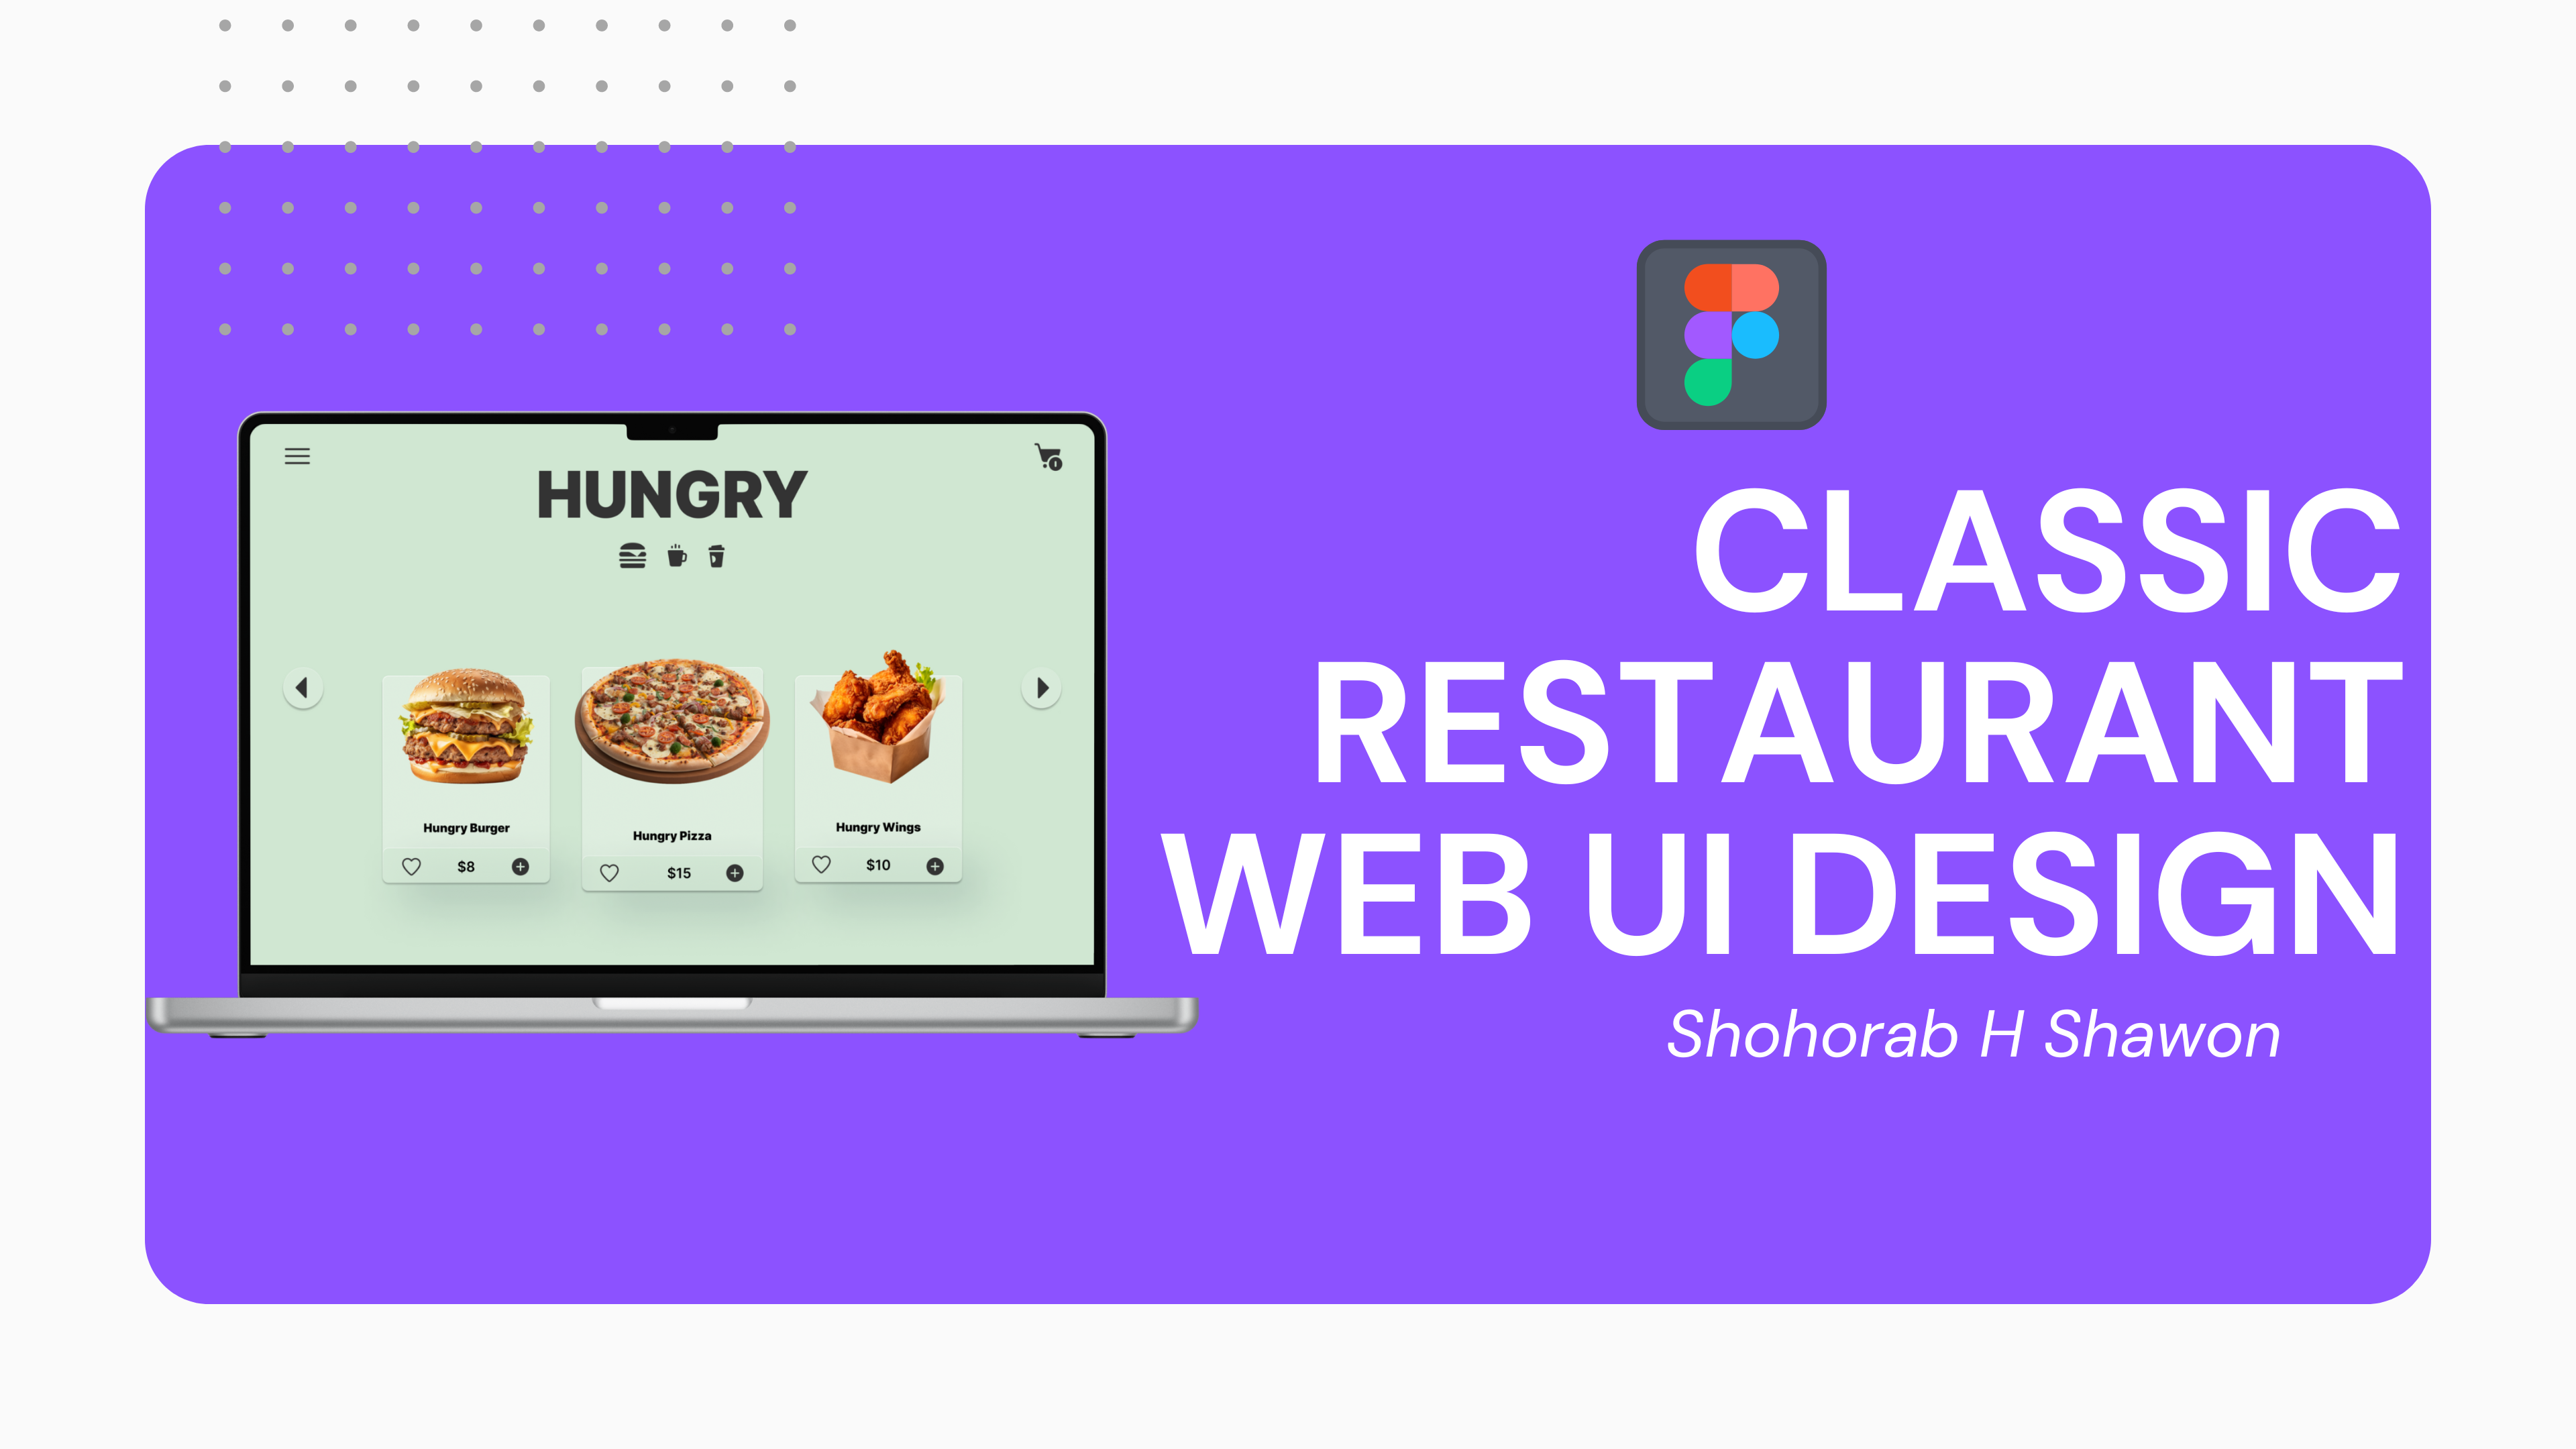 HUNGRY
Hungry Burger
$8
Hungry Pizza
$15
Hungry Wings
$10
CLASSIC
RESTAURANT
WEB UI DESIGN
Shohorab H Shawon